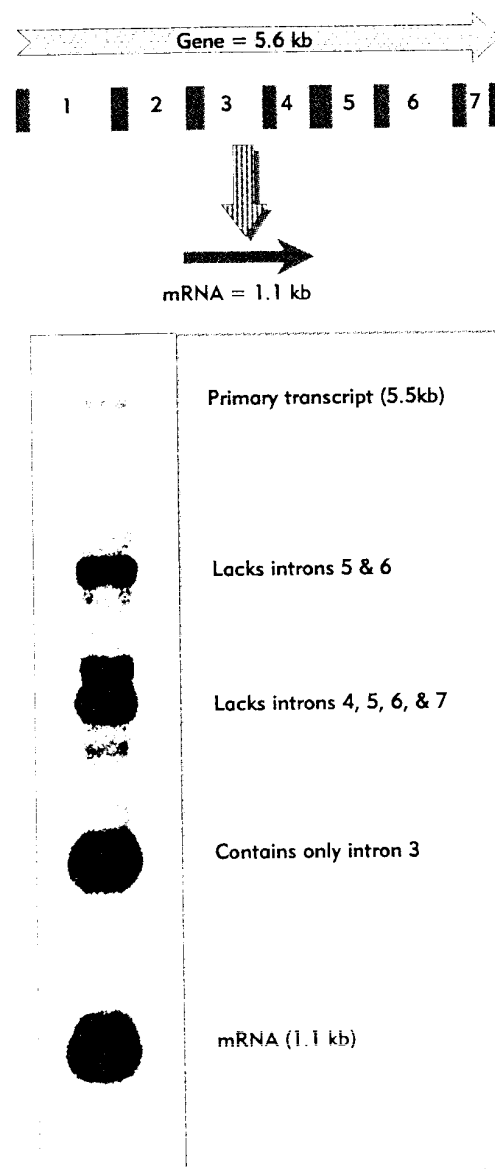 Gene = 5.6 kb
1 2 3 4 5 6 7
mRNA = 1.1 kb
Primary transcript (5.5kb)
Lacks introns 5 & 6
Lacks introns 4, 5, 6, & 7
Contains only intron 3
mRNA (1.1 kb)